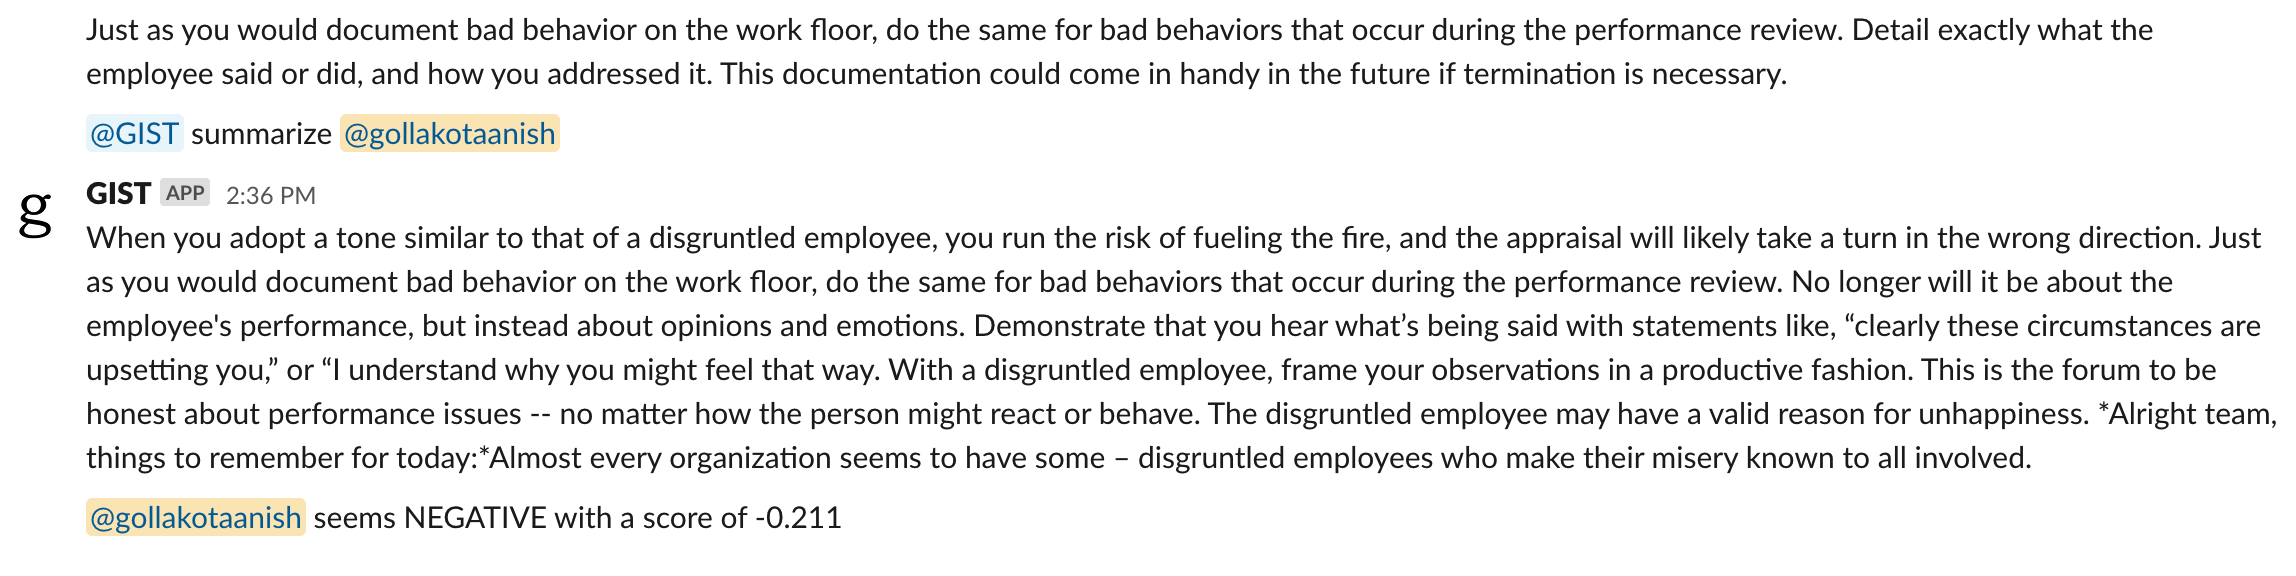 Just as you would document bad behavior on the work floor, do the same for bad behaviors that occur during the performance review. Detail exactly what the
employee said or did, and how you addressed it. This documentation could come in handy in the future if termination is necessary.
@GIST summarize @gollakotaanish
g
GIST APP 2:36 PM
When you adopt a tone similar to that of a disgruntled employee, you run the risk of fueling the fire, and the appraisal will likely take a turn in the wrong direction. Just
as you would document bad behavior on the work floor, do the same for bad behaviors that occur during the performance review. No longer will it be about the
employee's performance, but instead about opinions and emotions. Demonstrate that you hear what’s being said with statements like, “clearly these circumstances are
upsetting you,” or “I understand why you might feel that way. With a disgruntled employee, frame your observations in a productive fashion. This is the forum to be
honest about performance issues -- no matter how the person might react or behave. The disgruntled employee may have a valid reason for unhappiness. *Alright team,
things to remember for today:*Almost every organization seems to have some – disgruntled employees who make their misery known to all involved.
@gollakotaanish seems NEGATIVE with a score of -0.211